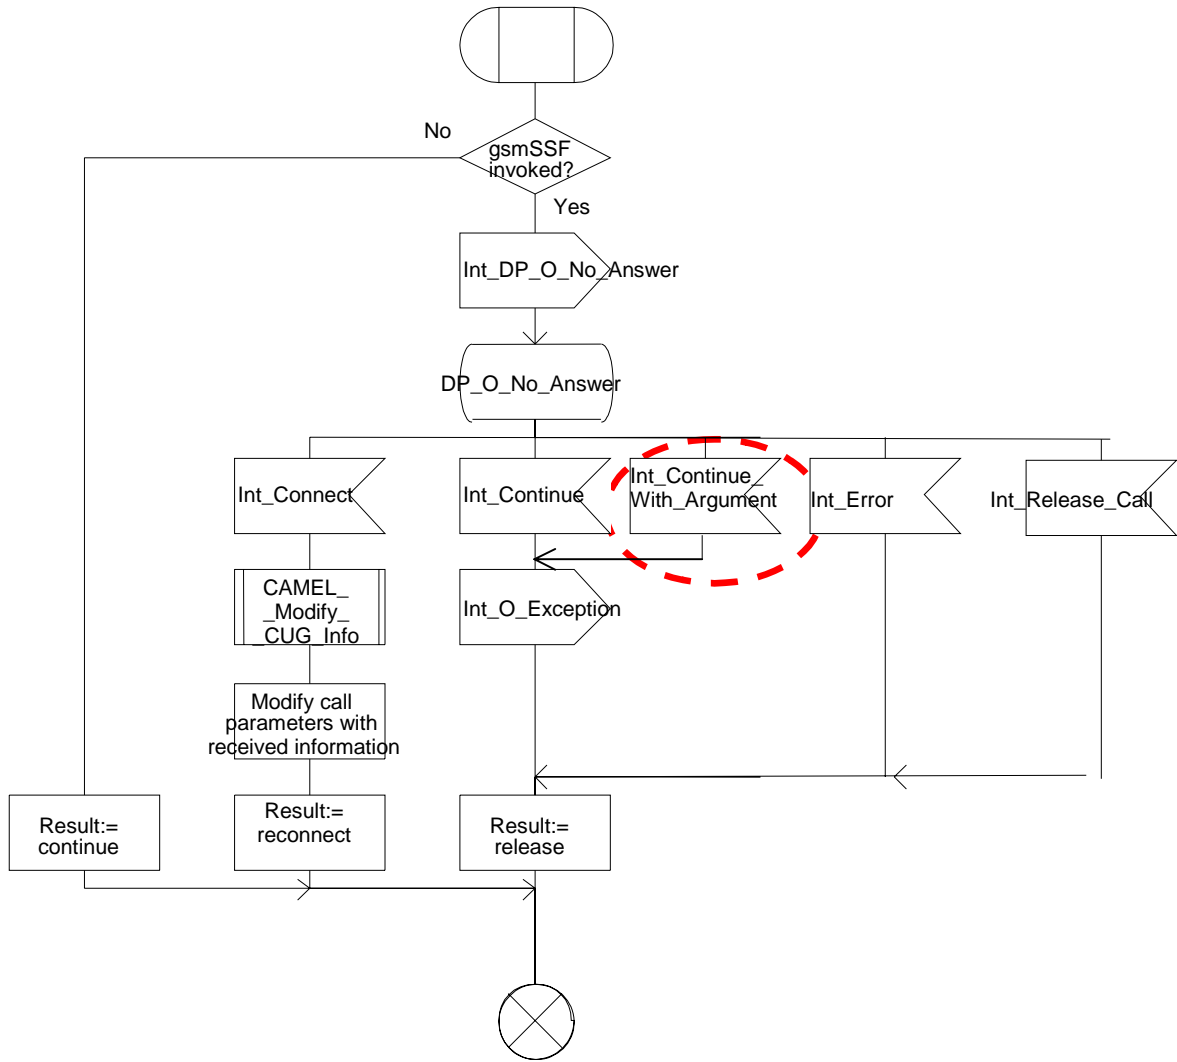 No
gsmSSF
invoked?
Yes
Int_DP_O_No_Answer
DP_O_No_Answer
Int_Connect
Int_Continue
Int_Continue_
With_Argument
Int_Error
Int_Release_Call
CAMEL_
_Modify_
_CUG_Info
Int_O_Exception
Modify call
parameters with
received information
Result:=
continue
Result:=
reconnect
Result:=
release